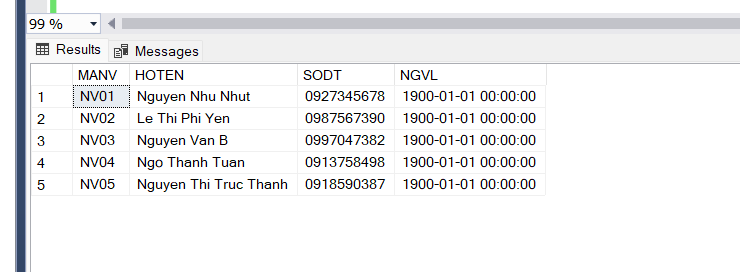 99 %
Results Messages
MANV HOTEN SODT NGVL
1 NV01 Nguyen Nhu Nhut 0927345678 1900-01-01 00:00:00
2 NV02 Le Thi Phi Yen 0987567390 1900-01-01 00:00:00
3 NV03 Nguyen Van B 0997047382 1900-01-01 00:00:00
4 NV04 Ngo Thanh Tuan 0913758498 1900-01-01 00:00:00
5 NV05 Nguyen Thi Truc Thanh 0918590387 1900-01-01 00:00:00